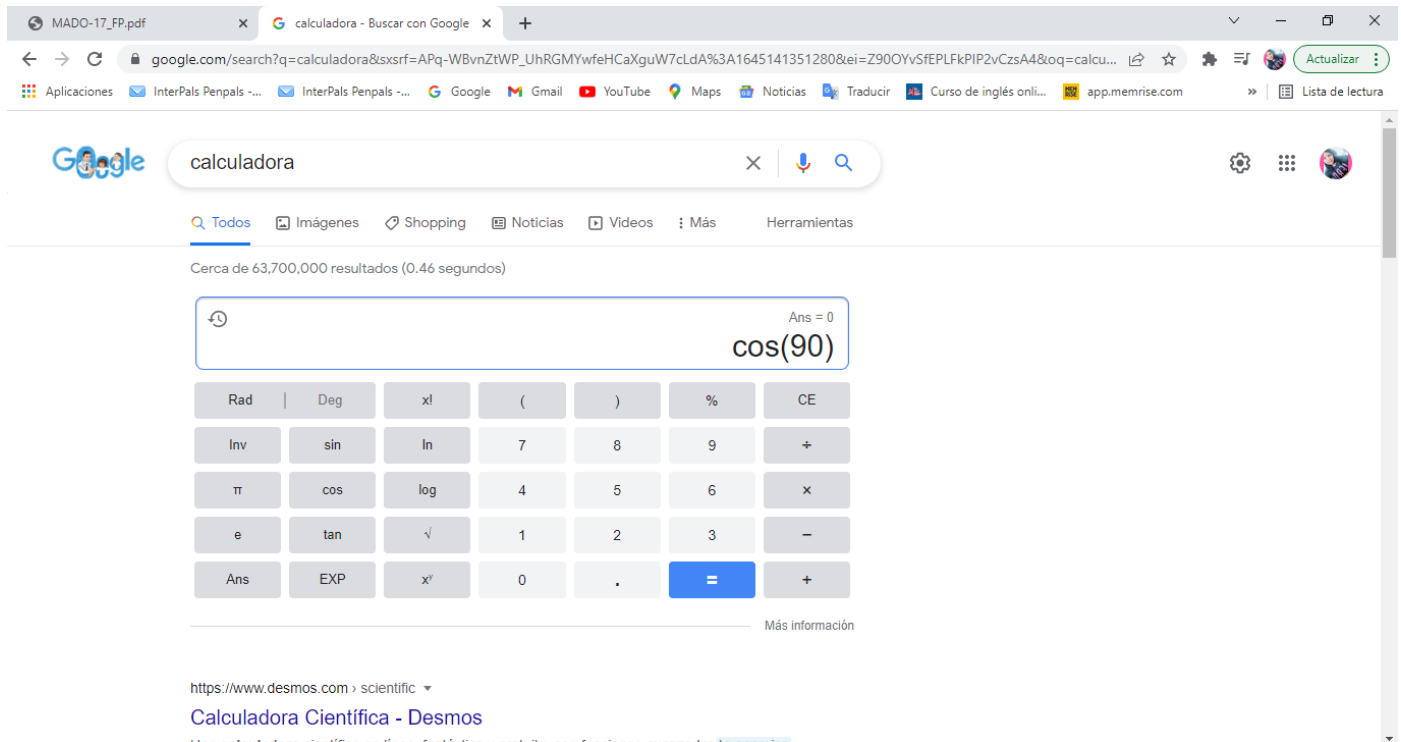 MADO-17_FP.pdf
calculadora - Buscar con Google
google.com/search?q=calculadora&sxsrf=APq-WBvnZtWP_UhRGMYwfeHCaXguW7cLdA%3A1645141351280&ei=Z90OYvSfEPLFkPIP2vCzsA4&oq=calcu...
Actualizar
Aplicaciones
InterPals Penpals -...
InterPals Penpals -...
Google
Gmail
YouTube
Maps
Noticias
Traducir
Curso de inglés onli...
app.memrise.com
»
Lista de lectura
Google
calculadora
Todos
Imágenes
Shopping
Noticias
Videos
Más
Herramientas
Cerca de 63,700,000 resultados (0.46 segundos)
Ans = 0
cos(90)
Rad | Deg x! ( ) % CE
Inv sin ln 7 8 9 ÷
π cos log 4 5 6 ×
e tan √ 1 2 3 −
Ans EXP xʸ 0 . = +
Más información
https://www.desmos.com › scientific
Calculadora Científica - Desmos